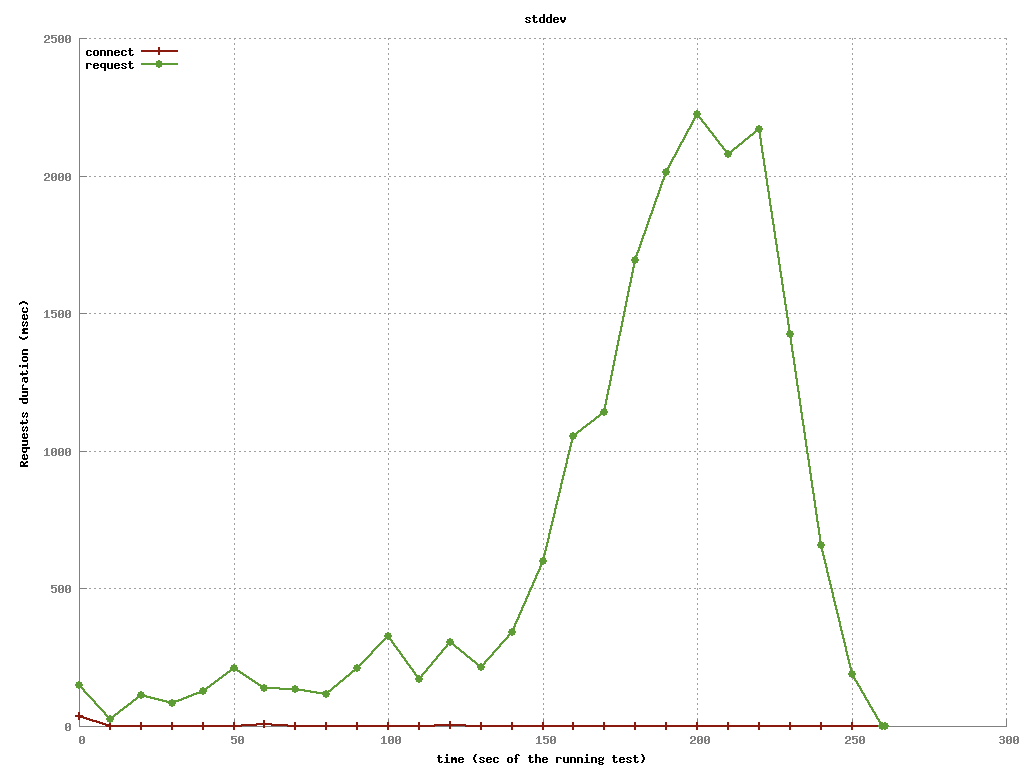 stddev
2500
connect
request
2000
1500
Requests duration (msec)
1000
500
0
0 50 100 150 200 250 300
time (sec of the running test)